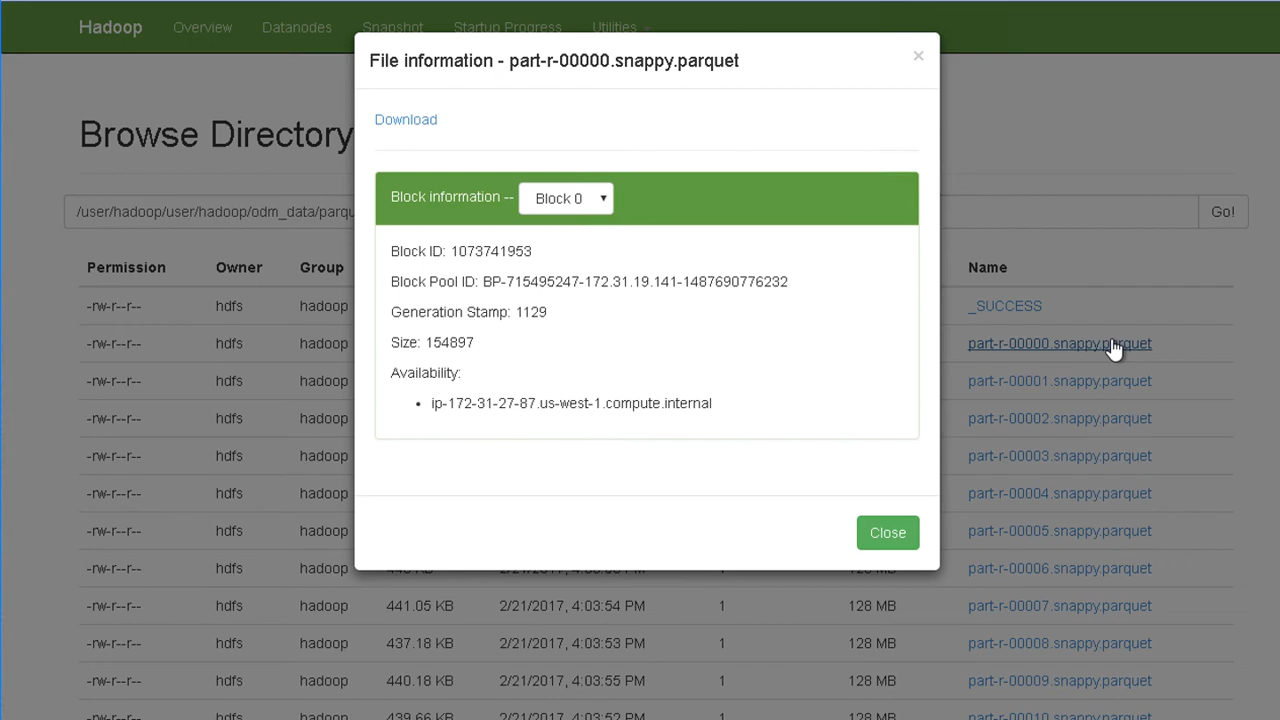 Hadoop Overview Datanodes Snapshot Startup Progress Utilities
File information - part-r-00000.snappy.parquet ×
Download
Browse Directory
Block information -- Block 0
/user/hadoop/user/hadoop/odm_data/parqu Go!
Block ID: 1073741953
Block Pool ID: BP-715495247-172.31.19.141-1487690776232
Generation Stamp: 1129
Size: 154897
Availability:
• ip-172-31-27-87.us-west-1.compute.internal
Close
Permission Owner Group Name
-rw-r--r-- hdfs hadoop _SUCCESS
-rw-r--r-- hdfs hadoop part-r-00000.snappy.parquet
-rw-r--r-- hdfs hadoop part-r-00001.snappy.parquet
-rw-r--r-- hdfs hadoop part-r-00002.snappy.parquet
-rw-r--r-- hdfs hadoop part-r-00003.snappy.parquet
-rw-r--r-- hdfs hadoop part-r-00004.snappy.parquet
-rw-r--r-- hdfs hadoop part-r-00005.snappy.parquet
-rw-r--r-- hdfs hadoop part-r-00006.snappy.parquet
-rw-r--r-- hdfs hadoop 441.05 KB 2/21/2017, 4:03:54 PM 1 128 MB part-r-00007.snappy.parquet
-rw-r--r-- hdfs hadoop 437.18 KB 2/21/2017, 4:03:53 PM 1 128 MB part-r-00008.snappy.parquet
-rw-r--r-- hdfs hadoop 440.18 KB 2/21/2017, 4:03:55 PM 1 128 MB part-r-00009.snappy.parquet